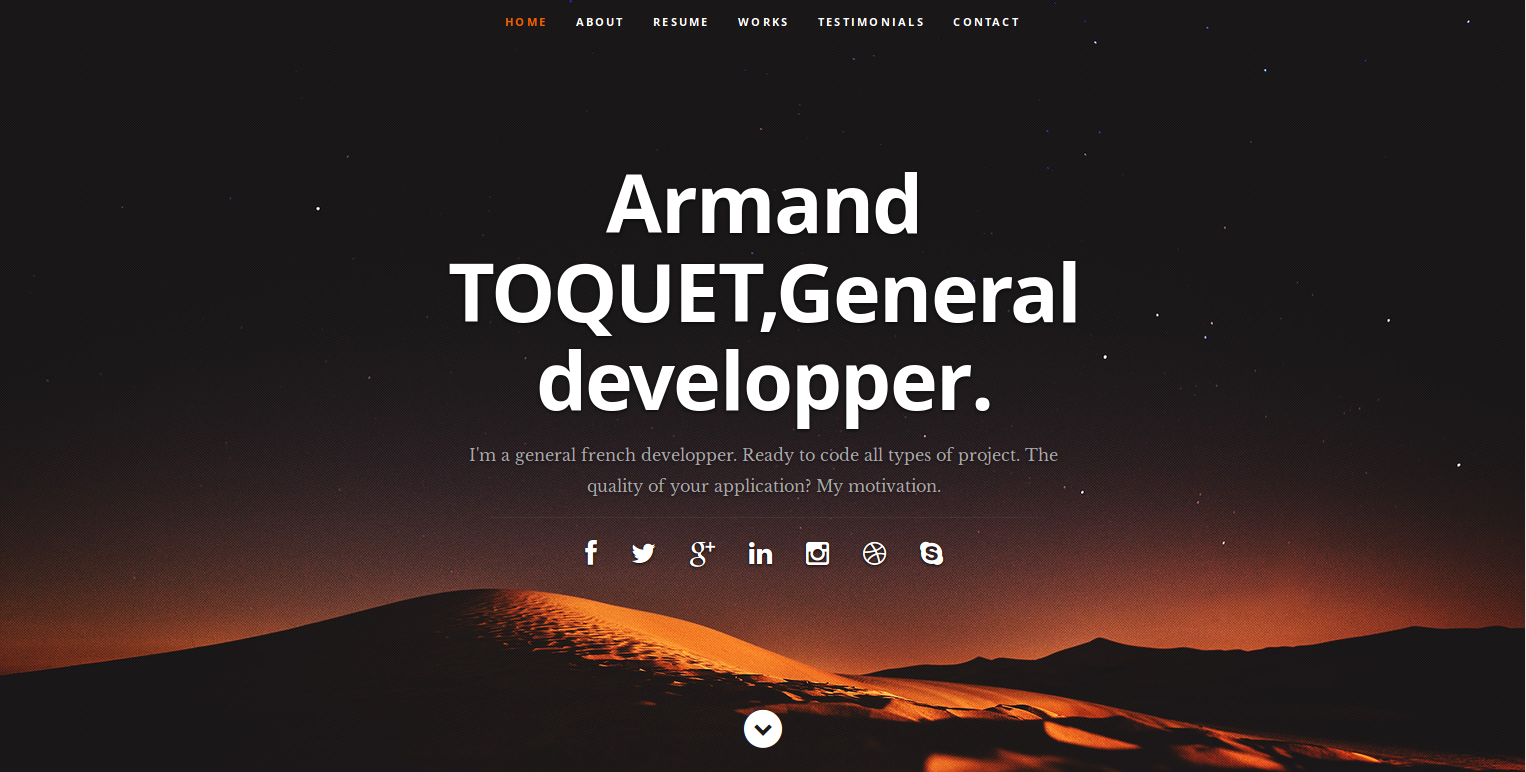 HOME ABOUT RESUME WORKS TESTIMONIALS CONTACT
Armand
TOQUET,General
developper.
I'm a general french developper. Ready to code all types of project. The
quality of your application? My motivation.